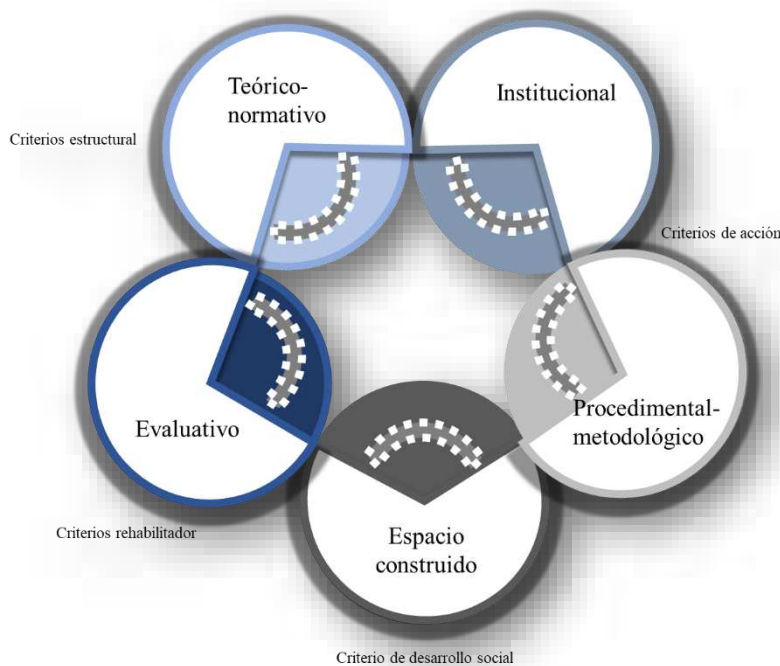 Teórico-
normativo
Institucional
Criterios estructural
Criterios de acción
Procedimental-
metodológico
Evaluativo
Criterios rehabilitador
Espacio
construido
Criterio de desarrollo social